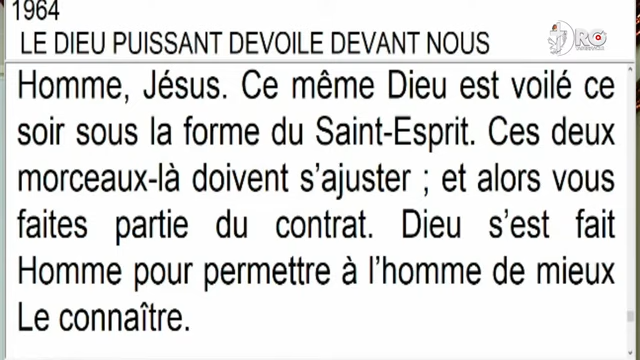 1964
LE DIEU PUISSANT DEVOILE DEVANT NOUS
Homme, Jésus. Ce même Dieu est voilé ce
soir sous la forme du Saint-Esprit. Ces deux
morceaux-là doivent s’ajuster ; et alors vous
faites partie du contrat. Dieu s’est fait
Homme pour permettre à l’homme de mieux
Le connaître.